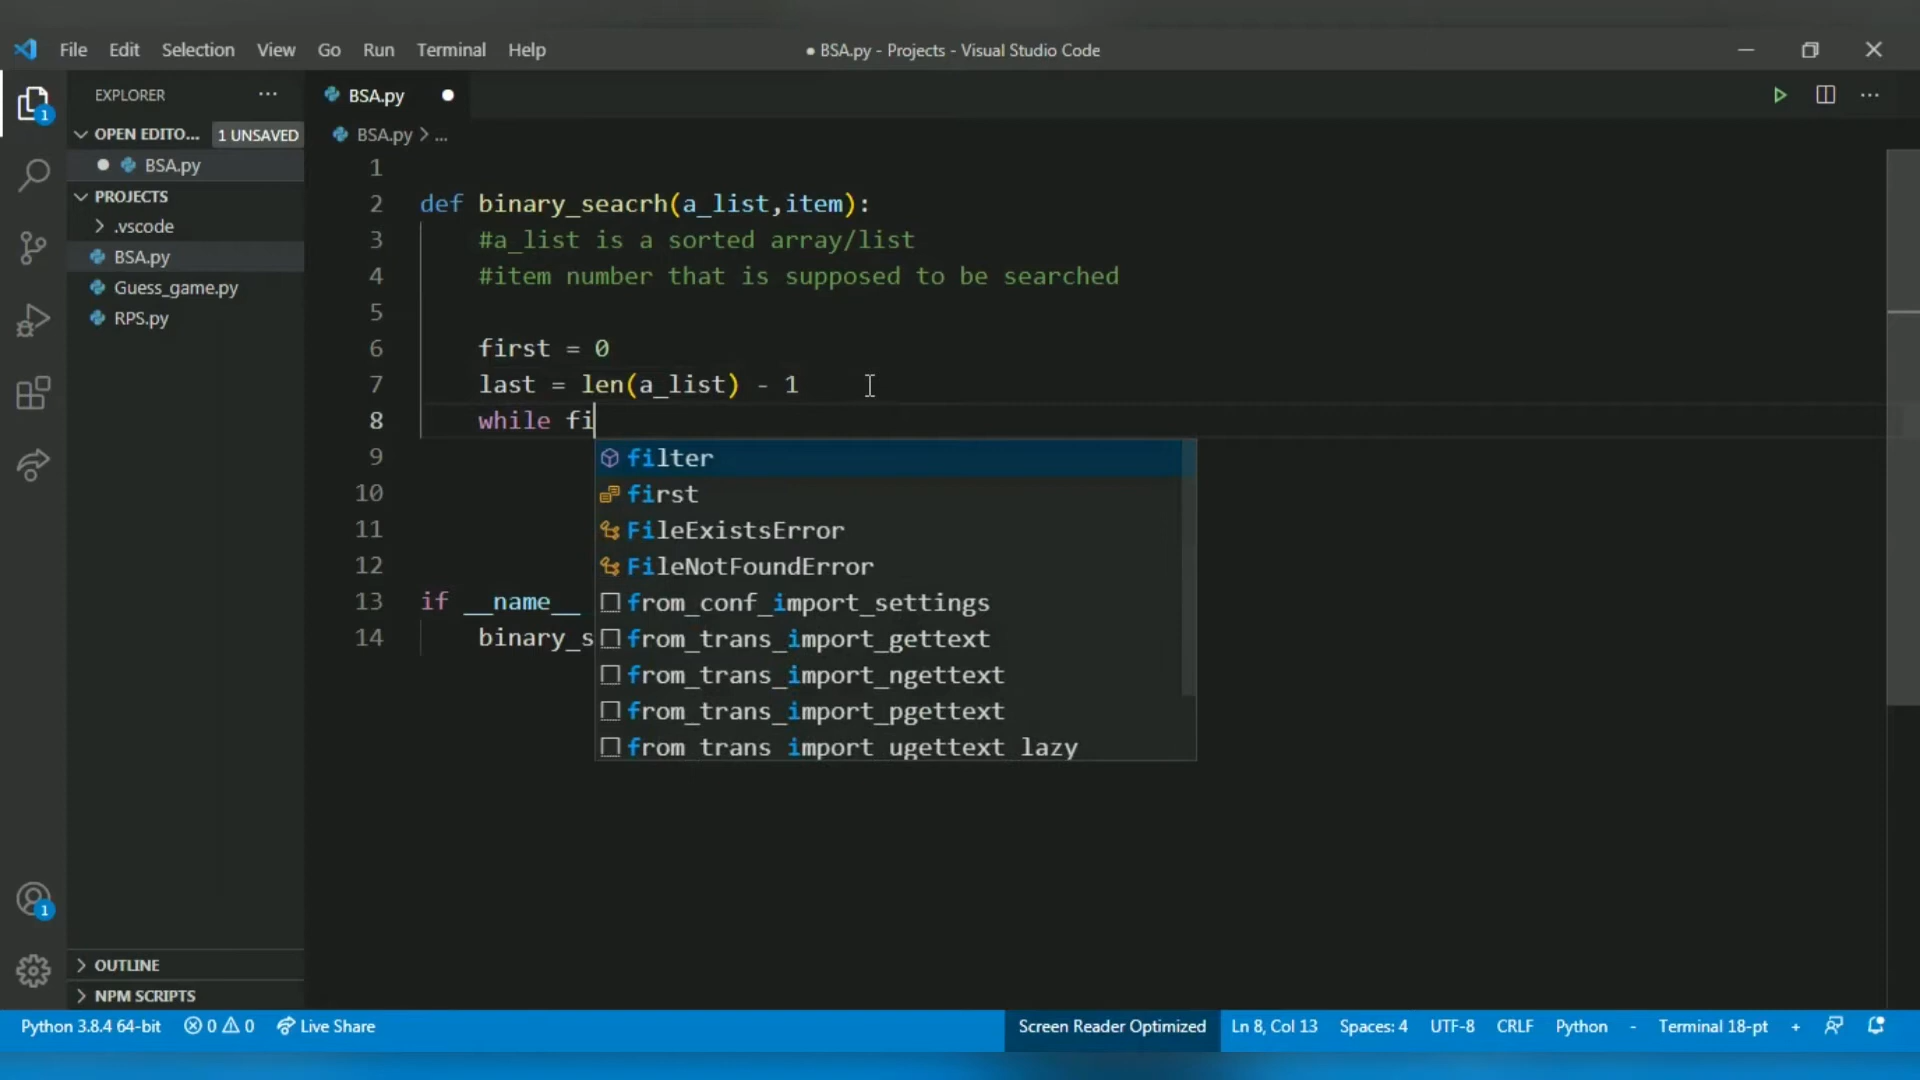 File Edit Selection View Go Run Terminal Help
● BSA.py - Projects - Visual Studio Code
EXPLORER ...
OPEN EDITO... 1 UNSAVED
BSA.py
PROJECTS
.vscode
BSA.py
Guess_game.py
RPS.py
OUTLINE
NPM SCRIPTS
BSA.py
BSA.py > ...
1
2 def binary_seacrh(a_list,item):
3 #a_list is a sorted array/list
4 #item number that is supposed to be searched
5
6 first = 0
7 last = len(a_list) - 1
8 while fi
9
10
11
12
13 if __name__
14 binary_s
filter
first
FileExistsError
FileNotFoundError
from_conf_import_settings
from_trans_import_gettext
from_trans_import_ngettext
from_trans_import_pgettext
from_trans_import_ugettext_lazy
1
1
Python 3.8.4 64-bit 0 0 Live Share Screen Reader Optimized Ln 8, Col 13 Spaces: 4 UTF-8 CRLF Python - Terminal 18-pt +